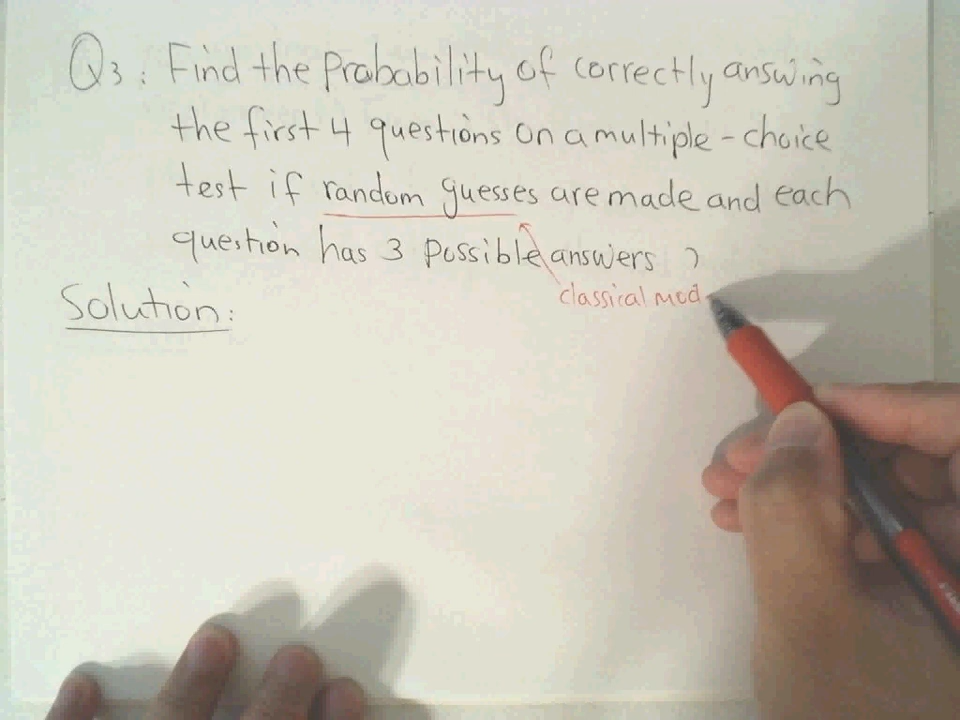 Q3: Find the Probability of correctly answing
the first 4 questions on a multiple-choice
test if random guesses are made and each
question has 3 possible answers ?
classical mod
Solution: